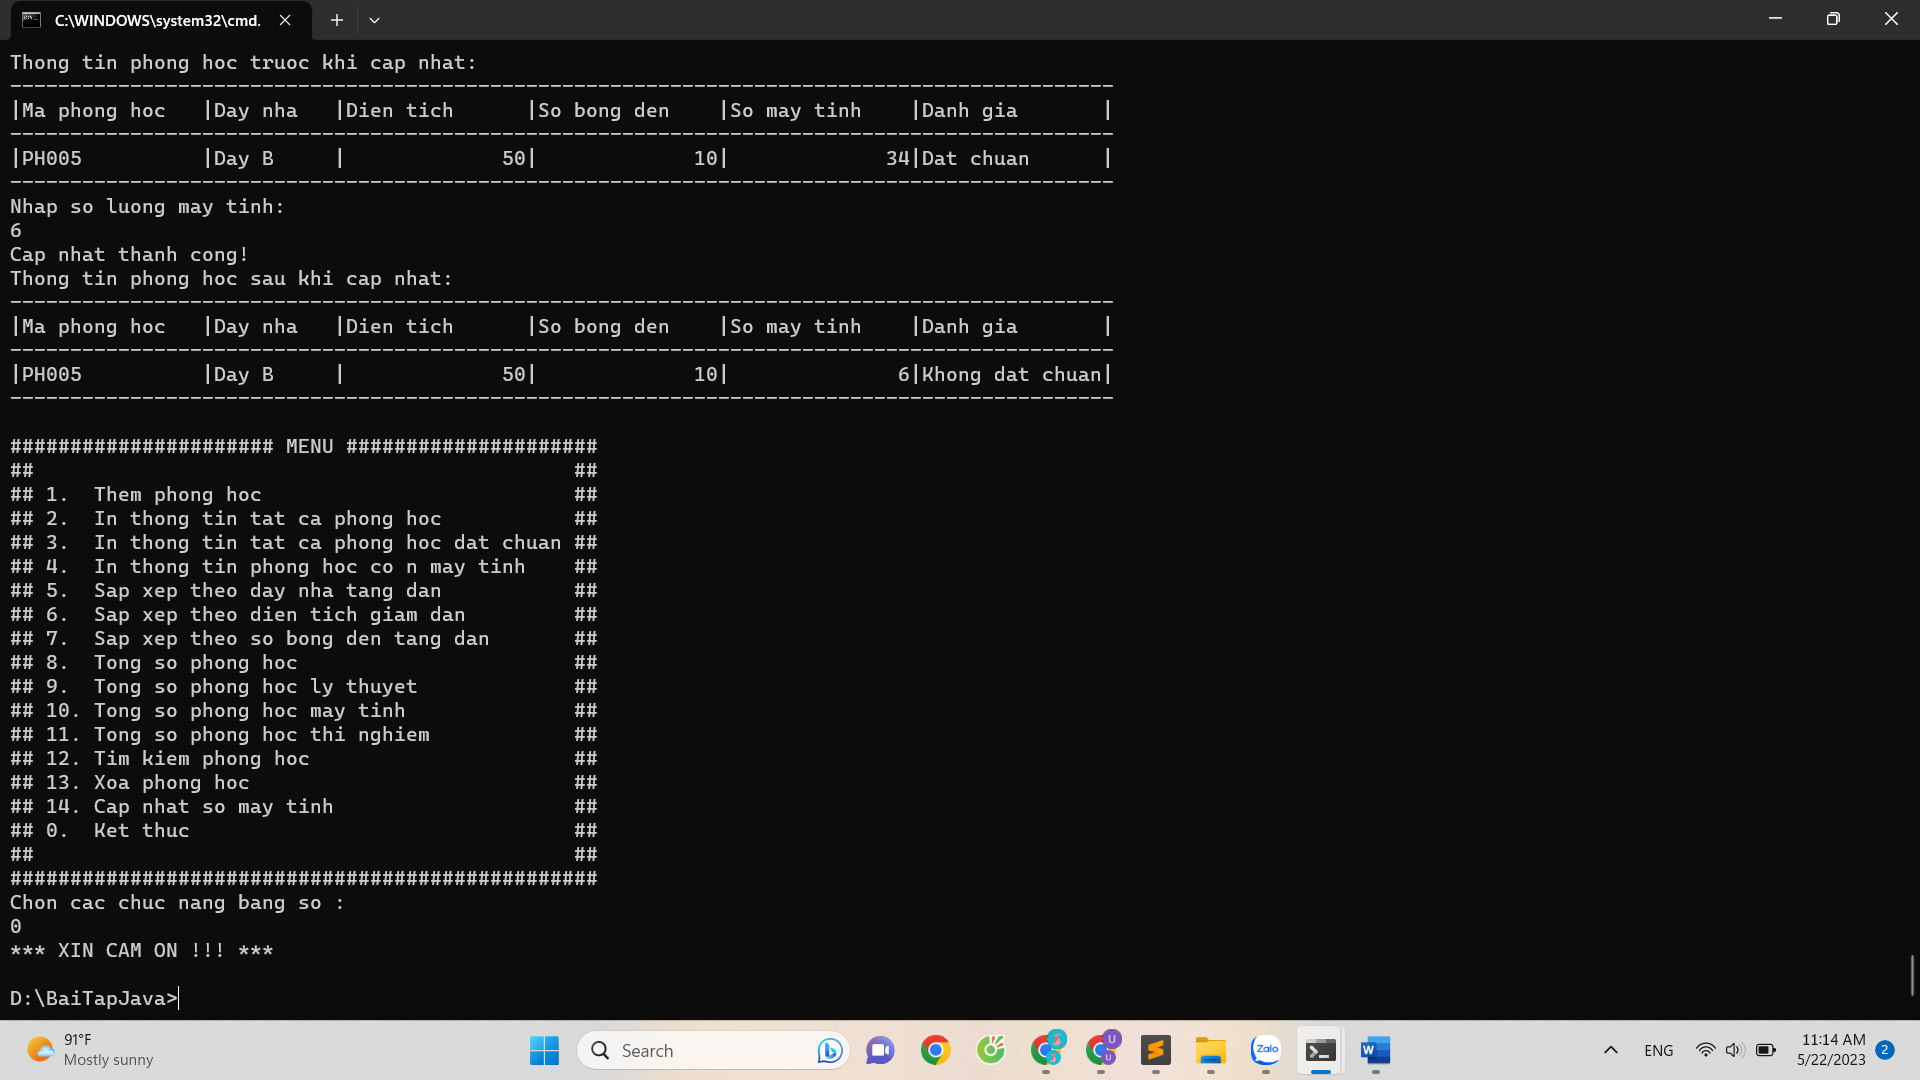 C:\WINDOWS\system32\cmd.
Thong tin phong hoc truoc khi cap nhat:
--------------------------------------------------------------------------------------------
|Ma phong hoc   |Day nha   |Dien tich      |So bong den    |So may tinh    |Danh gia       |
--------------------------------------------------------------------------------------------
|PH005          |Day B     |             50|             10|             34|Dat chuan      |
--------------------------------------------------------------------------------------------
Nhap so luong may tinh:
6
Cap nhat thanh cong!
Thong tin phong hoc sau khi cap nhat:
--------------------------------------------------------------------------------------------
|Ma phong hoc   |Day nha   |Dien tich      |So bong den    |So may tinh    |Danh gia       |
--------------------------------------------------------------------------------------------
|PH005          |Day B     |             50|             10|              6|Khong dat chuan|
--------------------------------------------------------------------------------------------
###################### MENU #####################
##                                             ##
## 1.  Them phong hoc                          ##
## 2.  In thong tin tat ca phong hoc           ##
## 3.  In thong tin tat ca phong hoc dat chuan ##
## 4.  In thong tin phong hoc co n may tinh    ##
## 5.  Sap xep theo day nha tang dan           ##
## 6.  Sap xep theo dien tich giam dan         ##
## 7.  Sap xep theo so bong den tang dan       ##
## 8.  Tong so phong hoc                       ##
## 9.  Tong so phong hoc ly thuyet             ##
## 10. Tong so phong hoc may tinh              ##
## 11. Tong so phong hoc thi nghiem            ##
## 12. Tim kiem phong hoc                      ##
## 13. Xoa phong hoc                           ##
## 14. Cap nhat so may tinh                    ##
## 0.  Ket thuc                                ##
##                                             ##
#################################################
Chon cac chuc nang bang so :
0
*** XIN CAM ON !!! ***
D:\BaiTapJava>
91°F
Mostly sunny
Search
U
U
Zalo
W
ENG
11:14 AM
5/22/2023
2